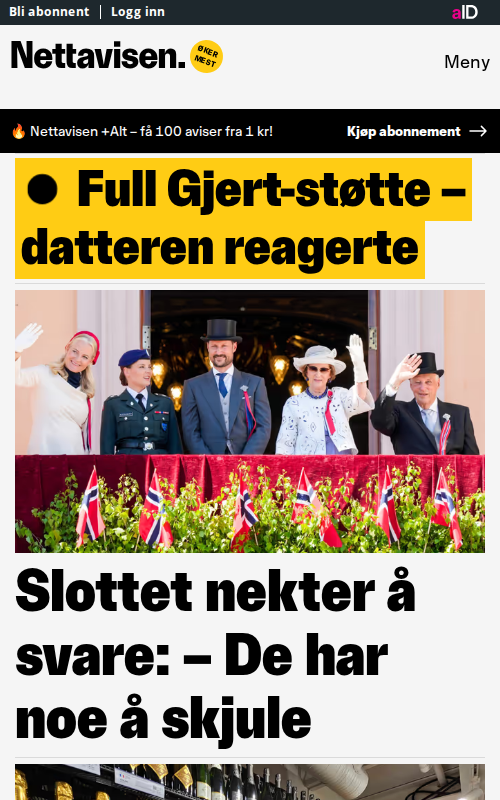 Bli abonnent | Logg inn
aID
Nettavisen.
ØKER
MEST
Meny
Nettavisen +Alt – få 100 aviser fra 1 kr!
Kjøp abonnement →
● Full Gjert-støtte –
datteren reagerte
Slottet nekter å
svare: – De har
noe å skjule